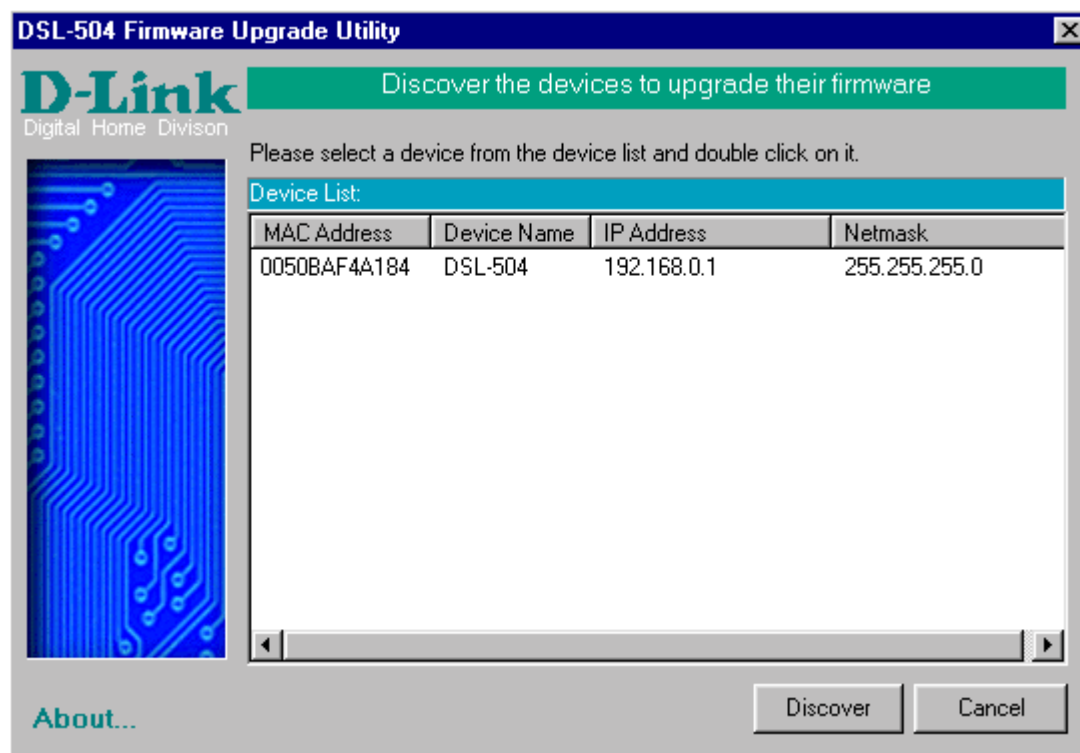 DSL-504 Firmware Upgrade Utility
D-Link
Digital Home Divison
Discover the devices to upgrade their firmware
Please select a device from the device list and double click on it.
Device List:
MAC Address Device Name IP Address Netmask
0050BAF4A184 DSL-504 192.168.0.1 255.255.255.0
About...
Discover Cancel